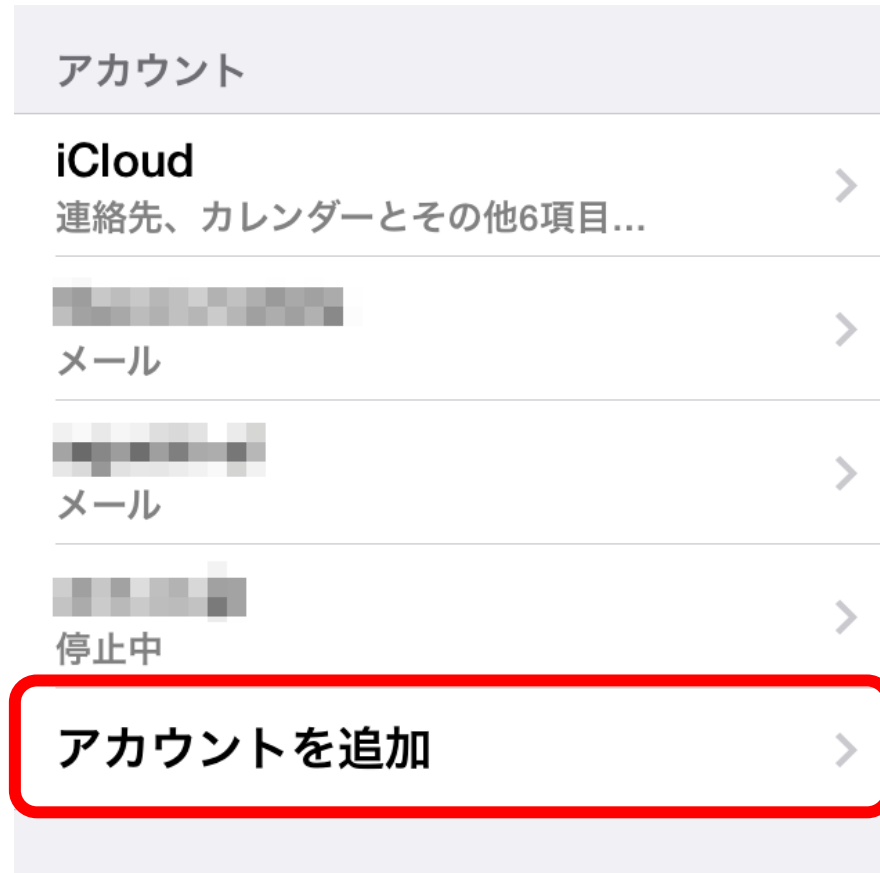 アカウント
iCloud
連絡先、カレンダーとその他6項目...
メール
メール
停止中
アカウントを追加